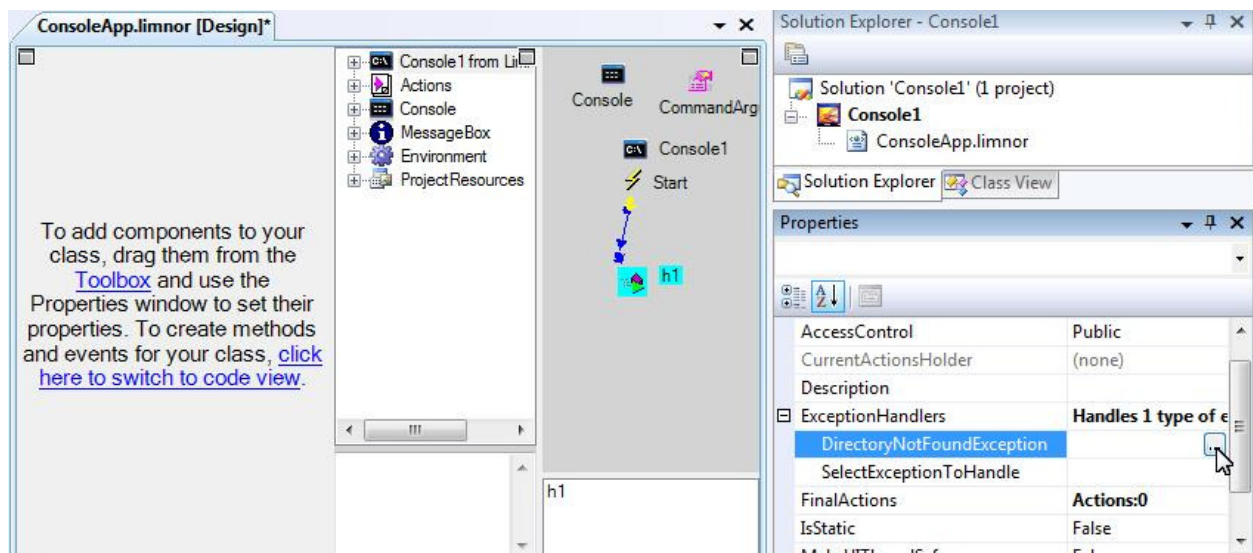 ConsoleApp.limnor [Design]*
To add components to your
class, drag them from the
Toolbox and use the
Properties window to set their
properties. To create methods
and events for your class, click
here to switch to code view.
Console1 from Lim
Actions
Console
MessageBox
Environment
ProjectResources
Console
CommandArg
Console1
Start
h1
h1
Solution Explorer - Console1
Solution 'Console1' (1 project)
Console1
ConsoleApp.limnor
Solution Explorer
Class View
Properties
AccessControl Public
CurrentActionsHolder (none)
Description
ExceptionHandlers Handles 1 type of e
DirectoryNotFoundException ...
SelectExceptionToHandle
FinalActions Actions:0
IsStatic False